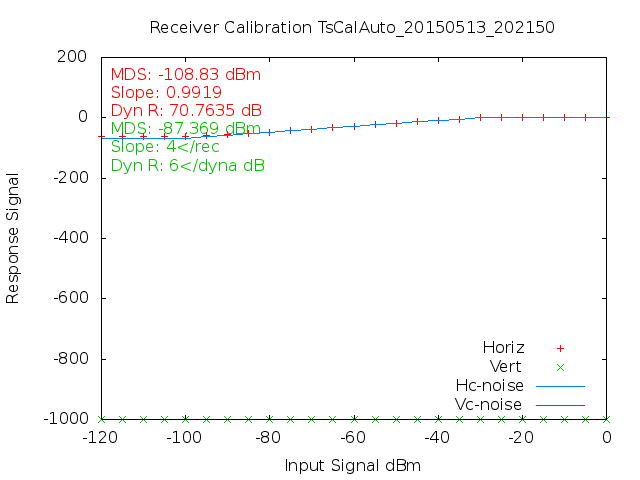 Receiver Calibration TsCalAuto_20150513_202150
200
MDS: -108.83 dBm
Slope: 0.9919
Dyn R: 70.7635 dB
0
MDS: -87.369 dBm
Slope: 4</rec
Dyn R: 6</dyna dB
-200
-400
Response Signal
-600
-800
Horiz
Vert
Hc-noise
Vc-noise
-1000
-120 -100 -80 -60 -40 -20 0
Input Signal dBm